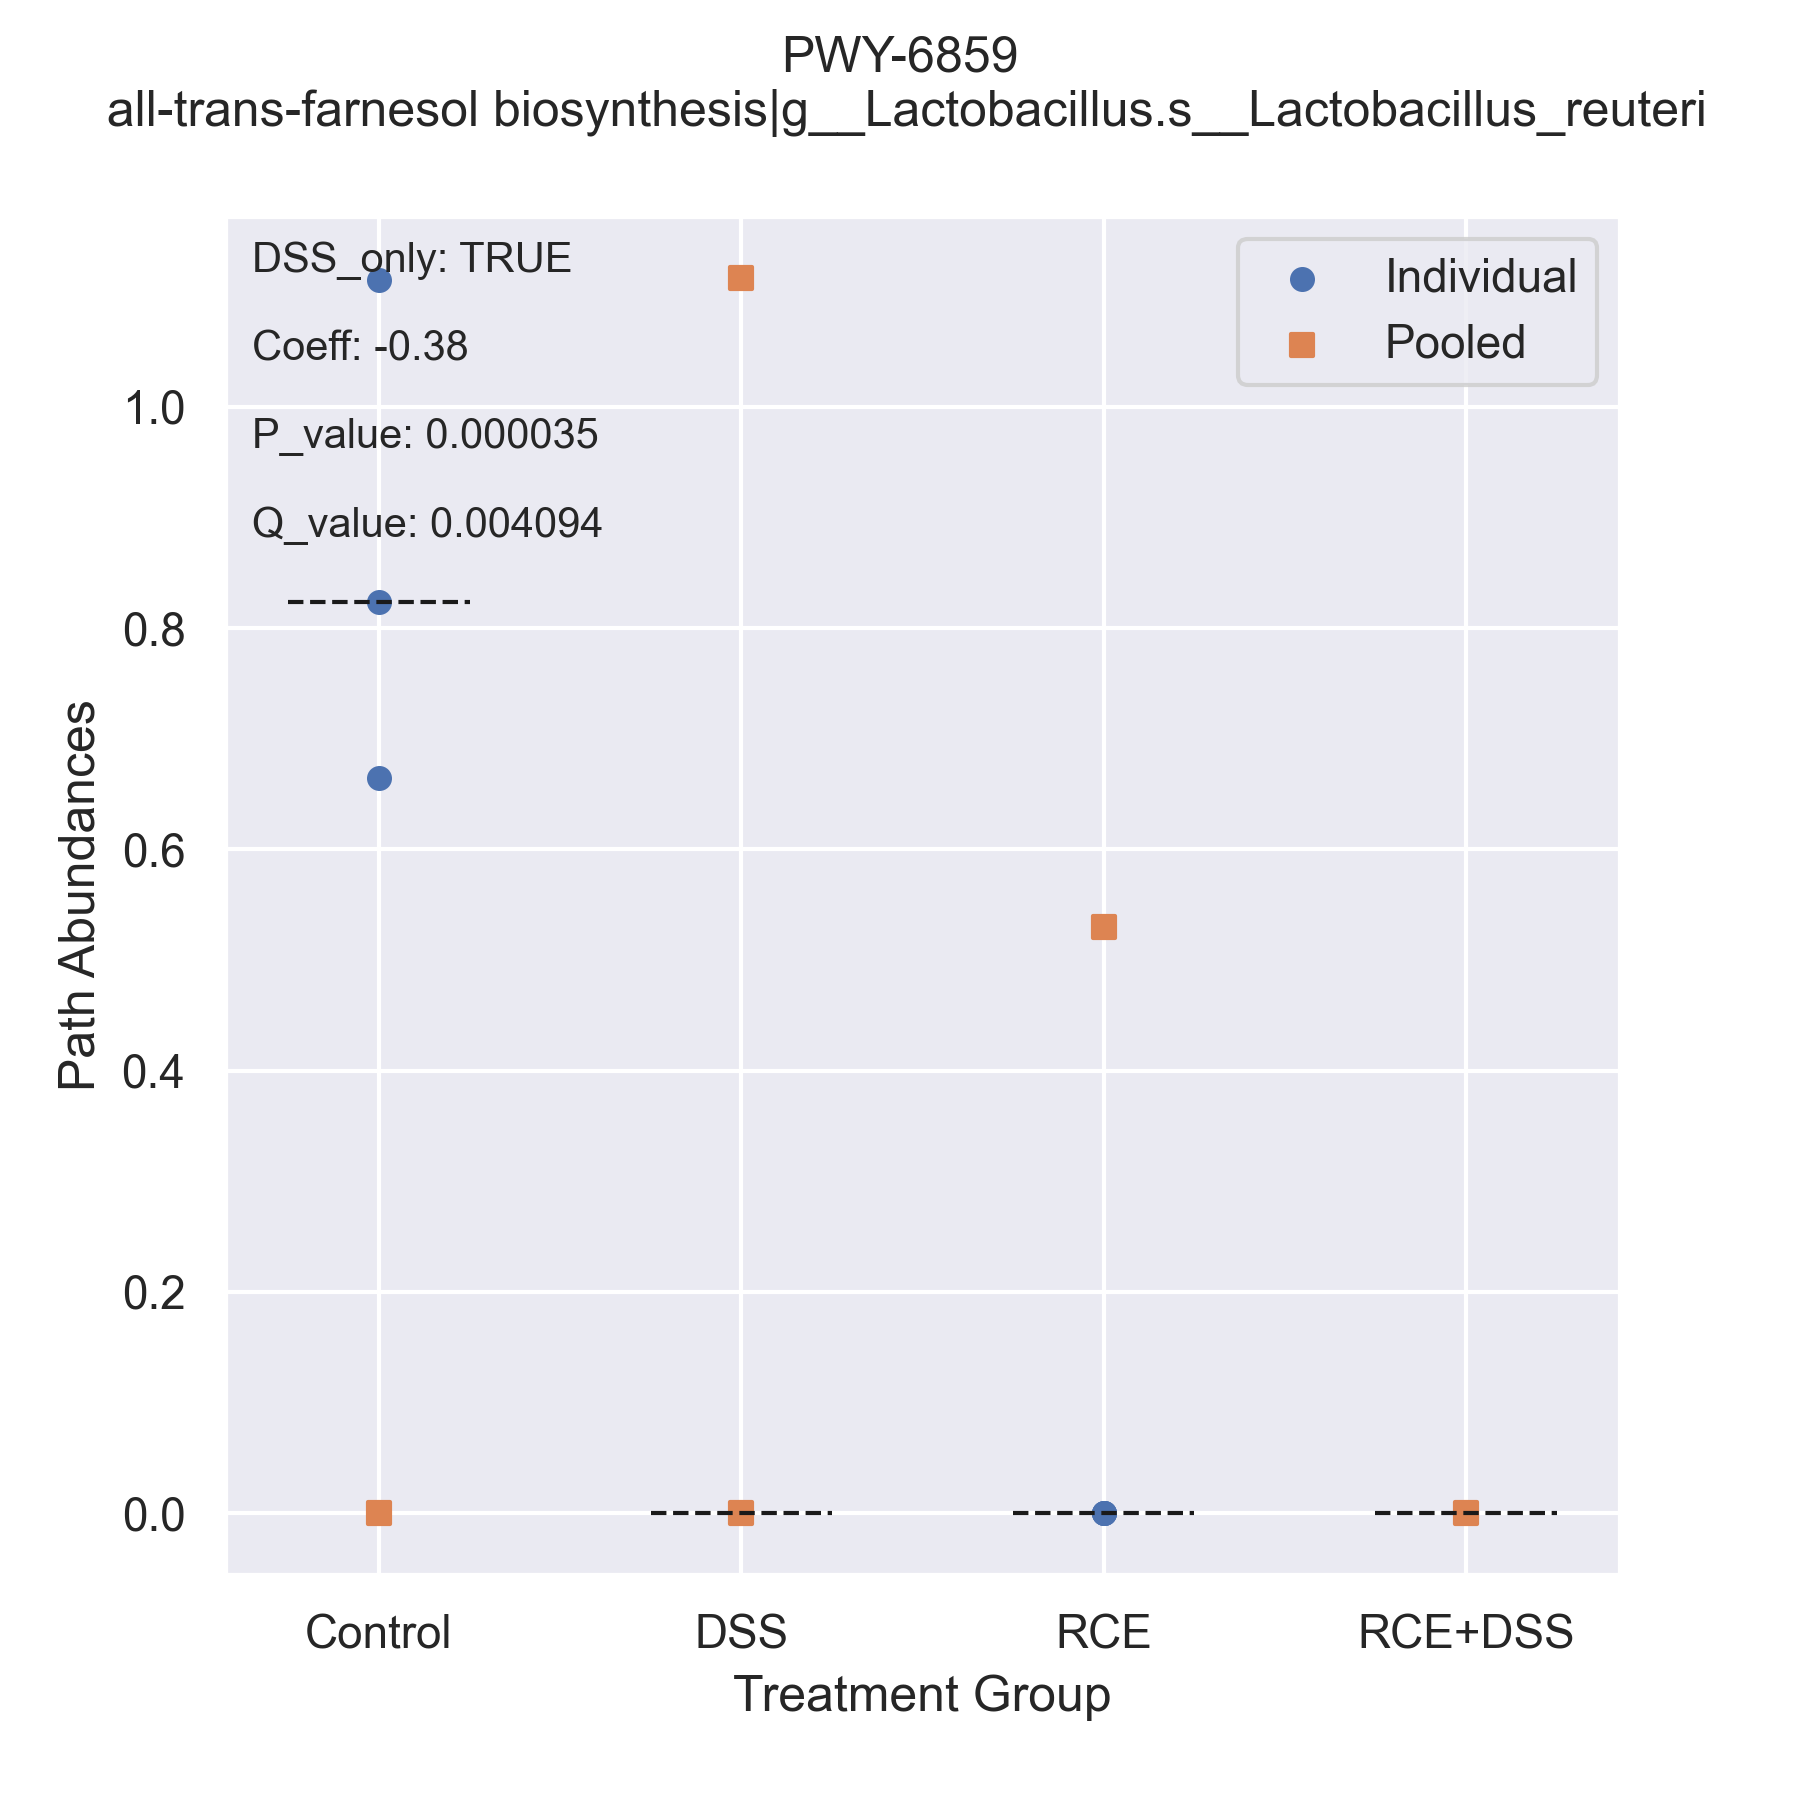 PWY-6859
all-trans-farnesol biosynthesis|g__Lactobacillus.s__Lactobacillus_reuteri
DSS_only: TRUE
Coeff: -0.38
P_value: 0.000035
Q_value: 0.004094
Individual
Pooled
1.0
0.8
0.6
0.4
0.2
0.0
Path Abundances
Control
DSS
RCE
RCE+DSS
Treatment Group